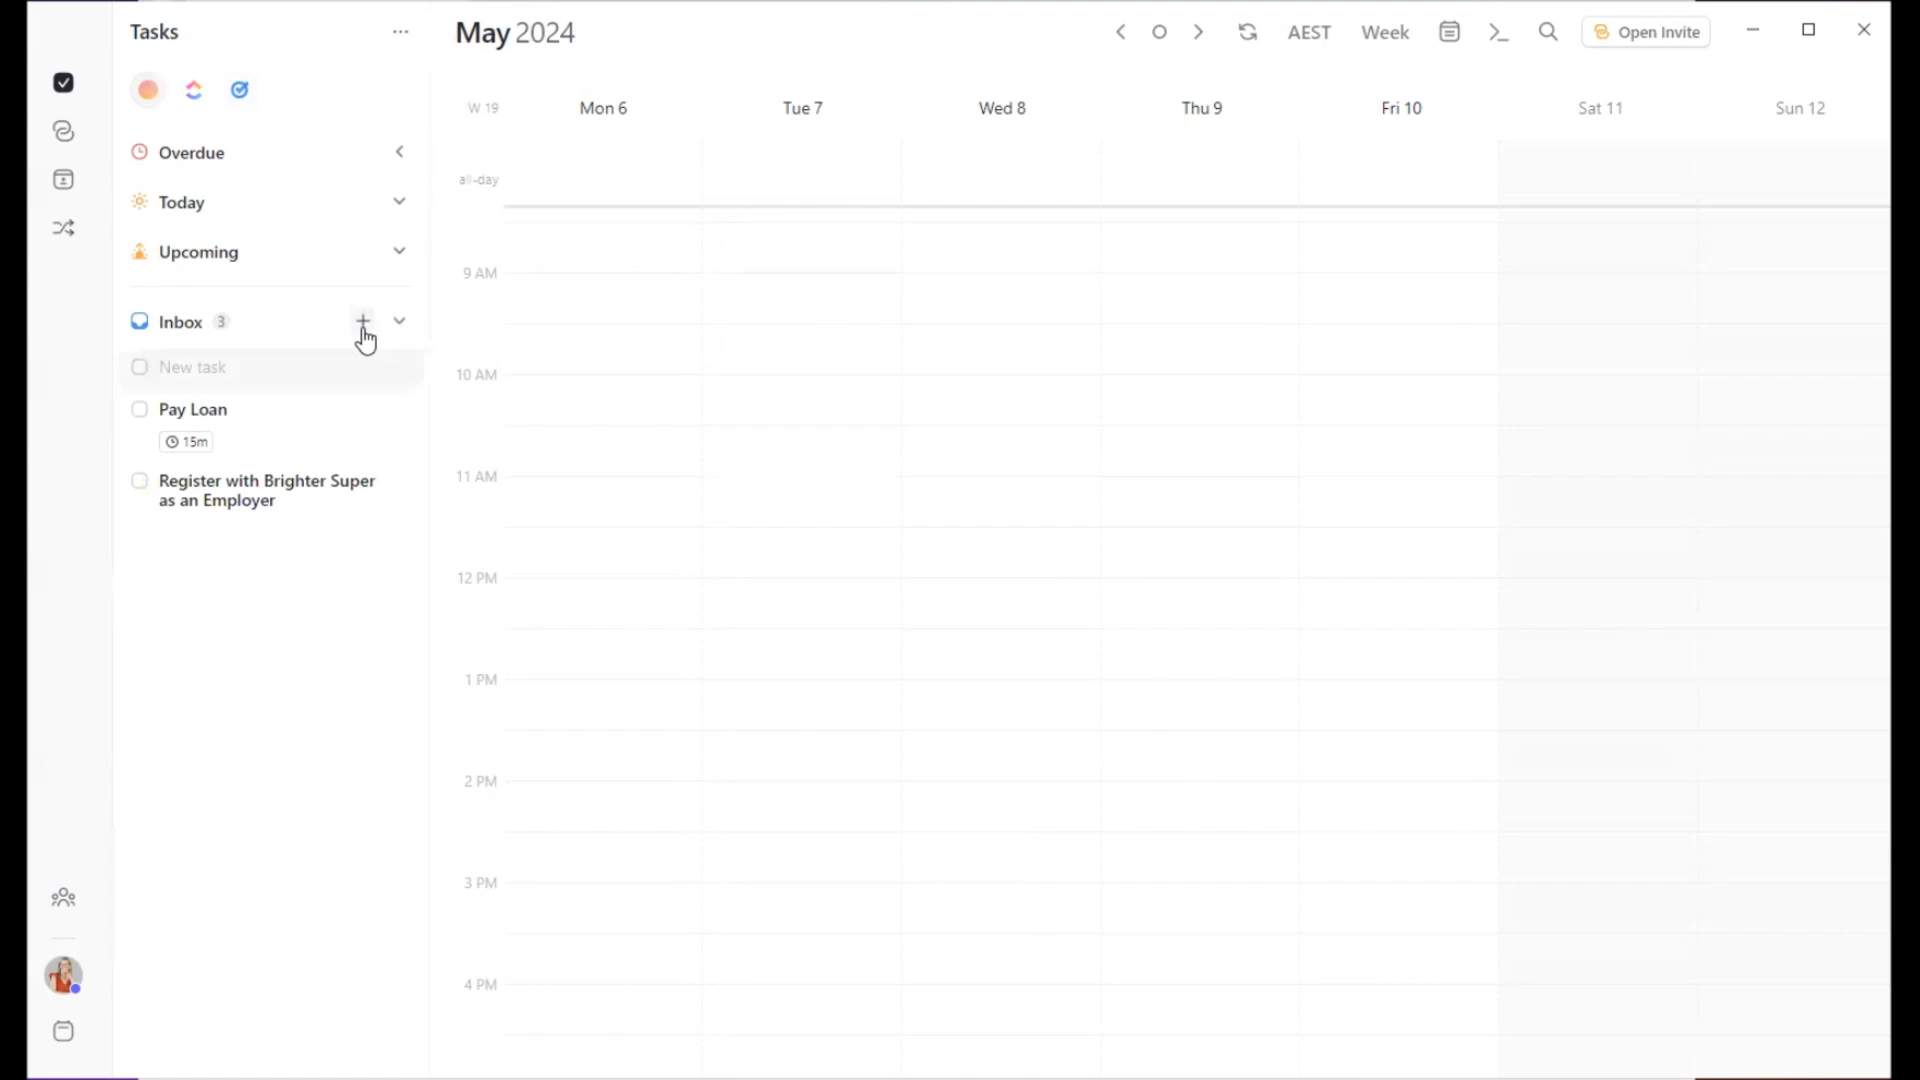 Tasks
May 2024
AEST
Week
Open Invite
W 19
Mon 6
Tue 7
Wed 8
Thu 9
Fri 10
Sat 11
Sun 12
all-day
Overdue
Today
Upcoming
Inbox 3
New task
Pay Loan
15m
Register with Brighter Super
as an Employer
9 AM
10 AM
11 AM
12 PM
1 PM
2 PM
3 PM
4 PM